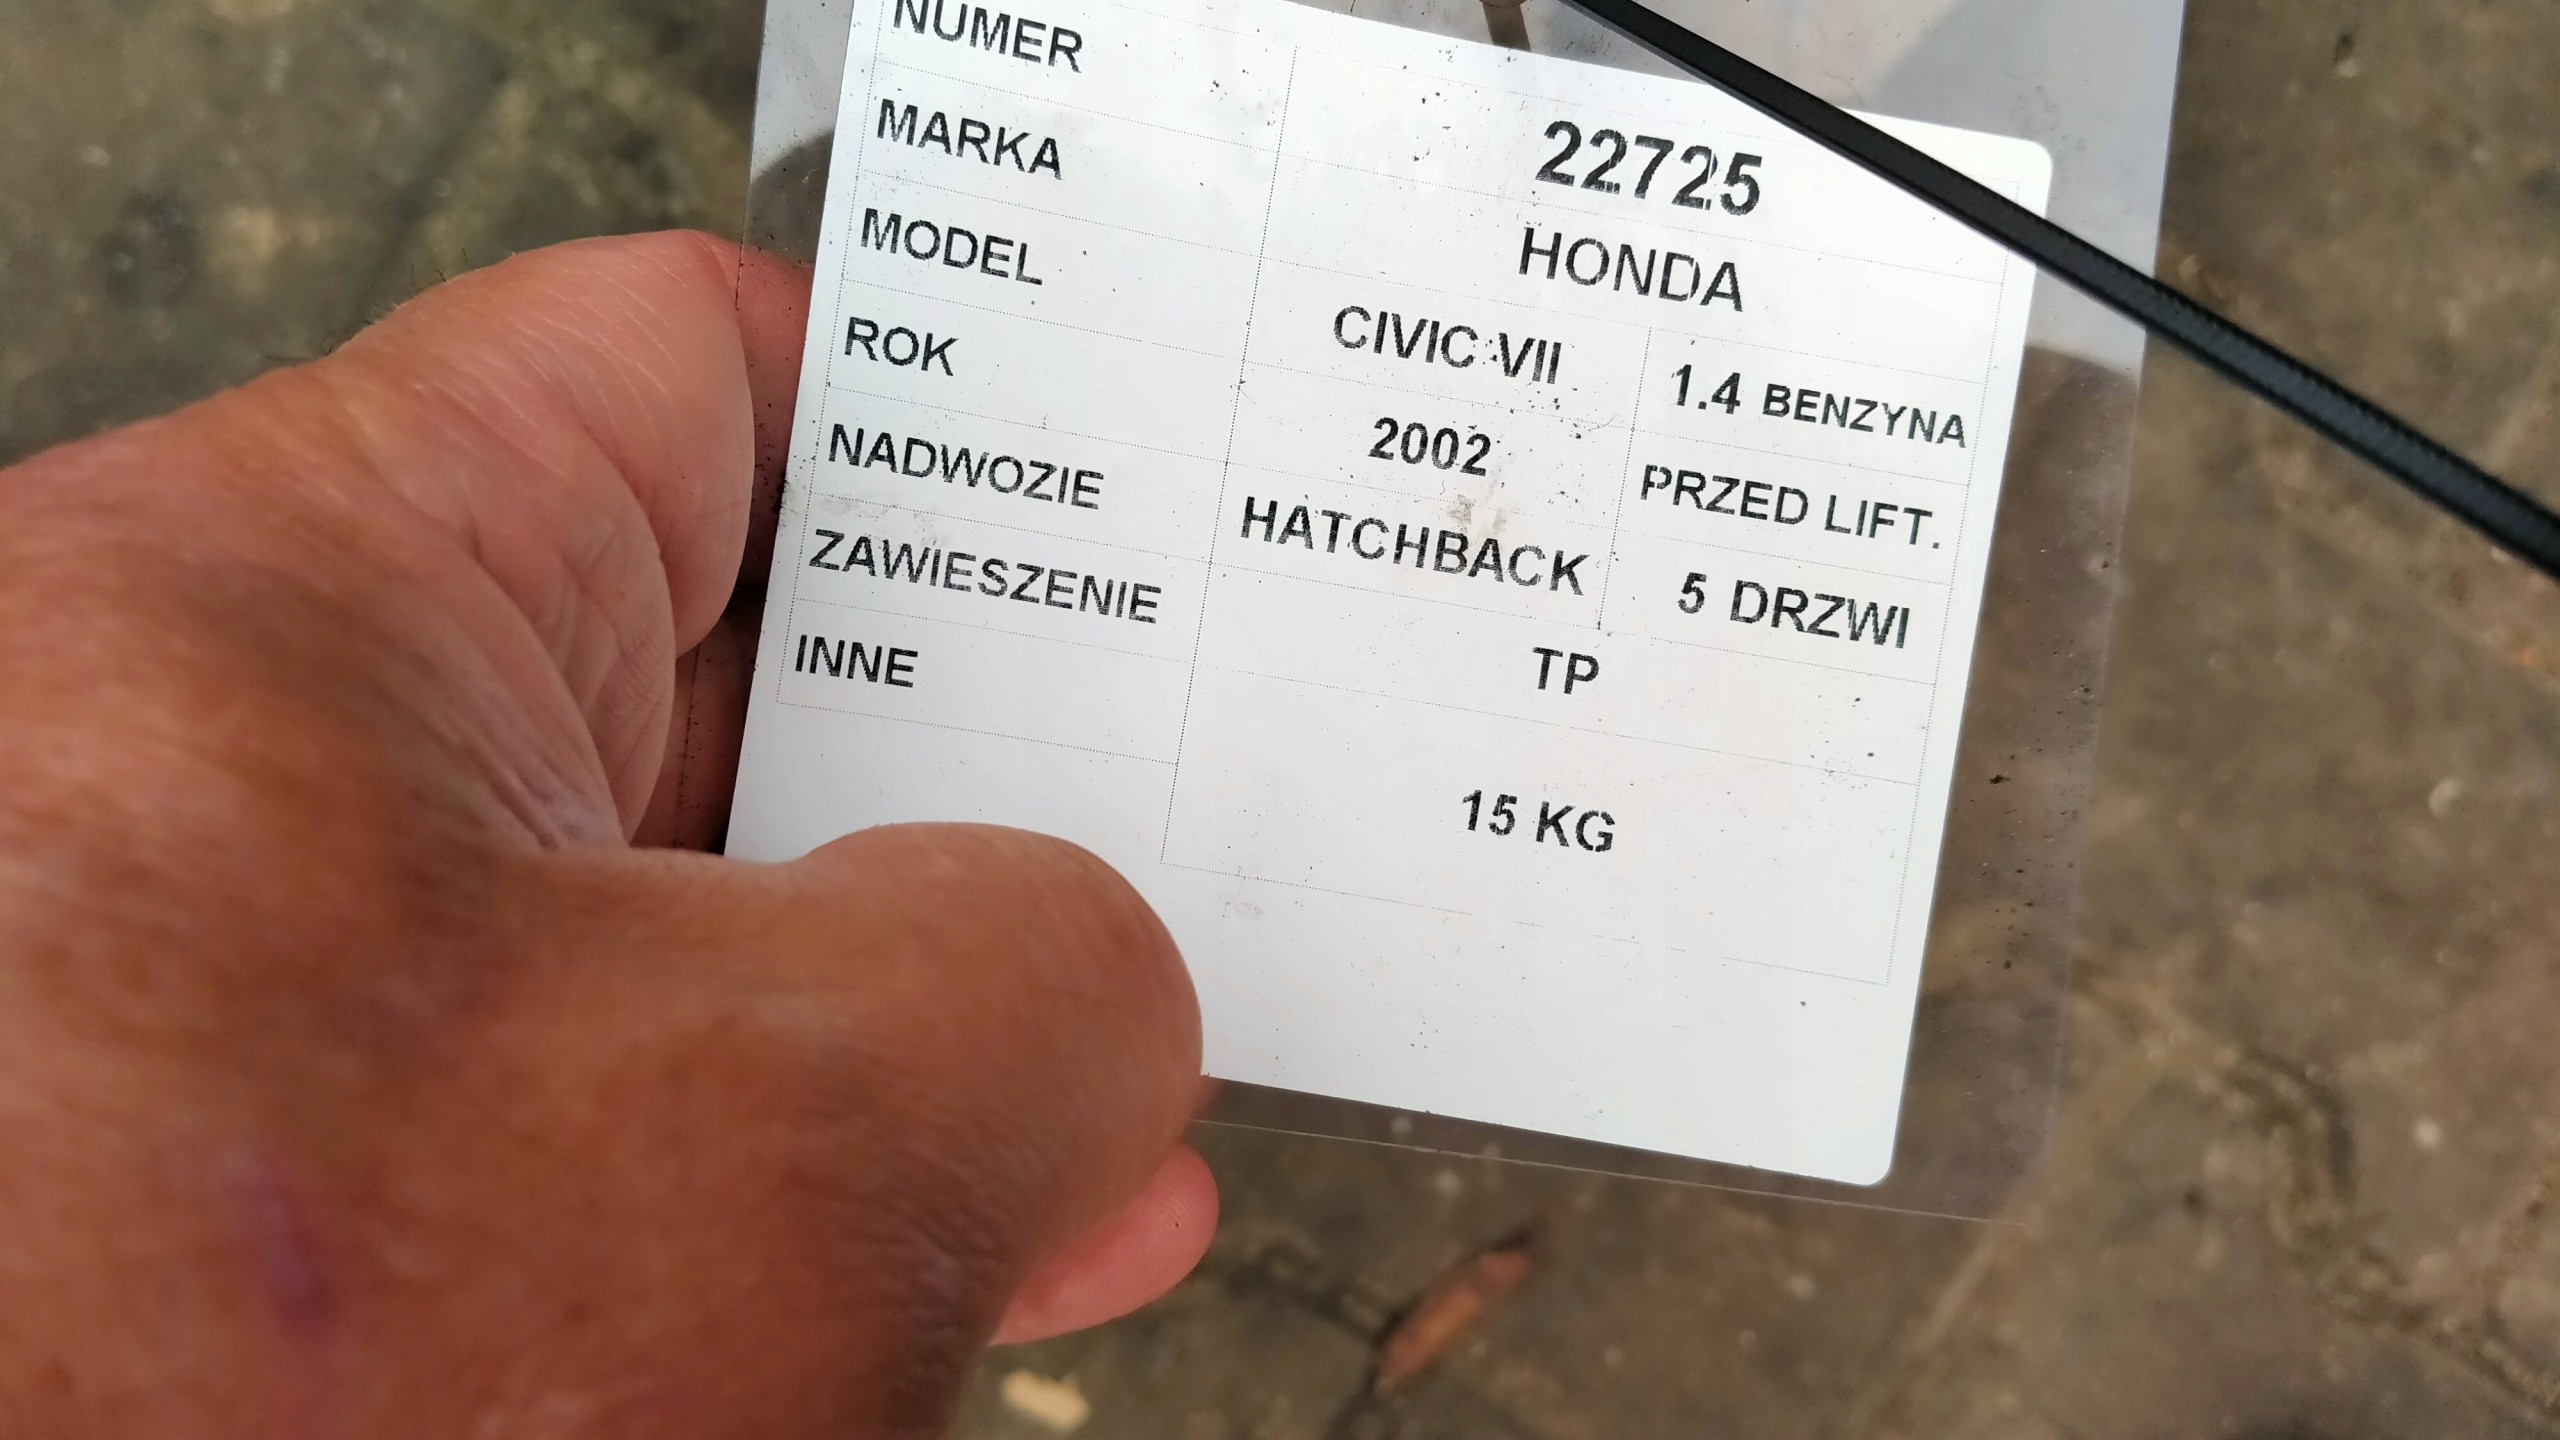 NUMER 22725
MARKA HONDA
MODEL CIVIC VII 1.4 BENZYNA
ROK 2002 PRZED LIFT.
NADWOZIE HATCHBACK 5 DRZWI
ZAWIESZENIE TP
INNE 15 KG